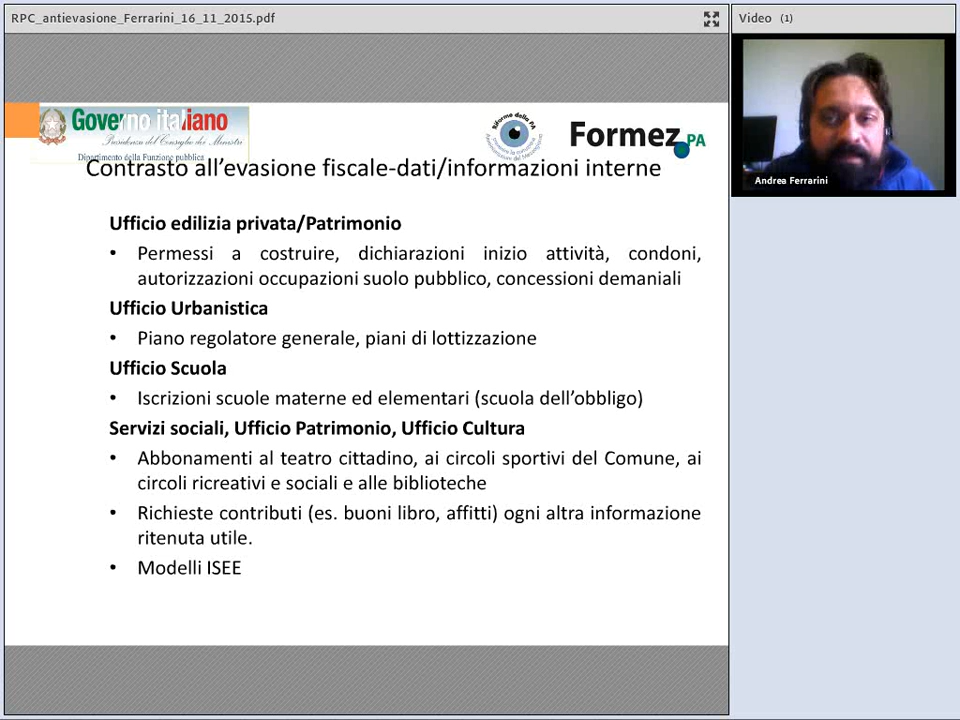 RPC_antievasione_Ferrarini_16_11_2015.pdf
Video (1)
Governo italiano
Presidenza del Consiglio dei Ministri
Dipartimento della Funzione pubblica
Riforme della PA
Formez PA
Contrasto all’evasione fiscale-dati/informazioni interne
Andrea Ferrarini
Ufficio edilizia privata/Patrimonio
• Permessi a costruire, dichiarazioni inizio attività, condoni,
autorizzazioni occupazioni suolo pubblico, concessioni demaniali
Ufficio Urbanistica
• Piano regolatore generale, piani di lottizzazione
Ufficio Scuola
• Iscrizioni scuole materne ed elementari (scuola dell’obbligo)
Servizi sociali, Ufficio Patrimonio, Ufficio Cultura
• Abbonamenti al teatro cittadino, ai circoli sportivi del Comune, ai
circoli ricreativi e sociali e alle biblioteche
• Richieste contributi (es. buoni libro, affitti) ogni altra informazione
ritenuta utile.
• Modelli ISEE